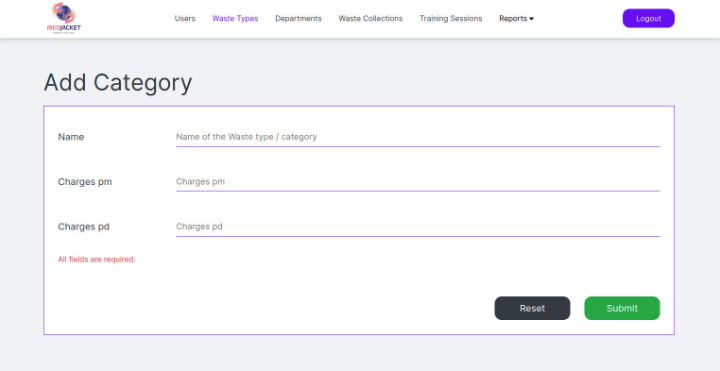 MEDJACKET
Users Waste Types Departments Waste Collections Training Sessions Reports Logout
Add Category
Name Name of the Waste type / category
Charges pm Charges pm
Charges pd Charges pd
All fields are required.
Reset Submit